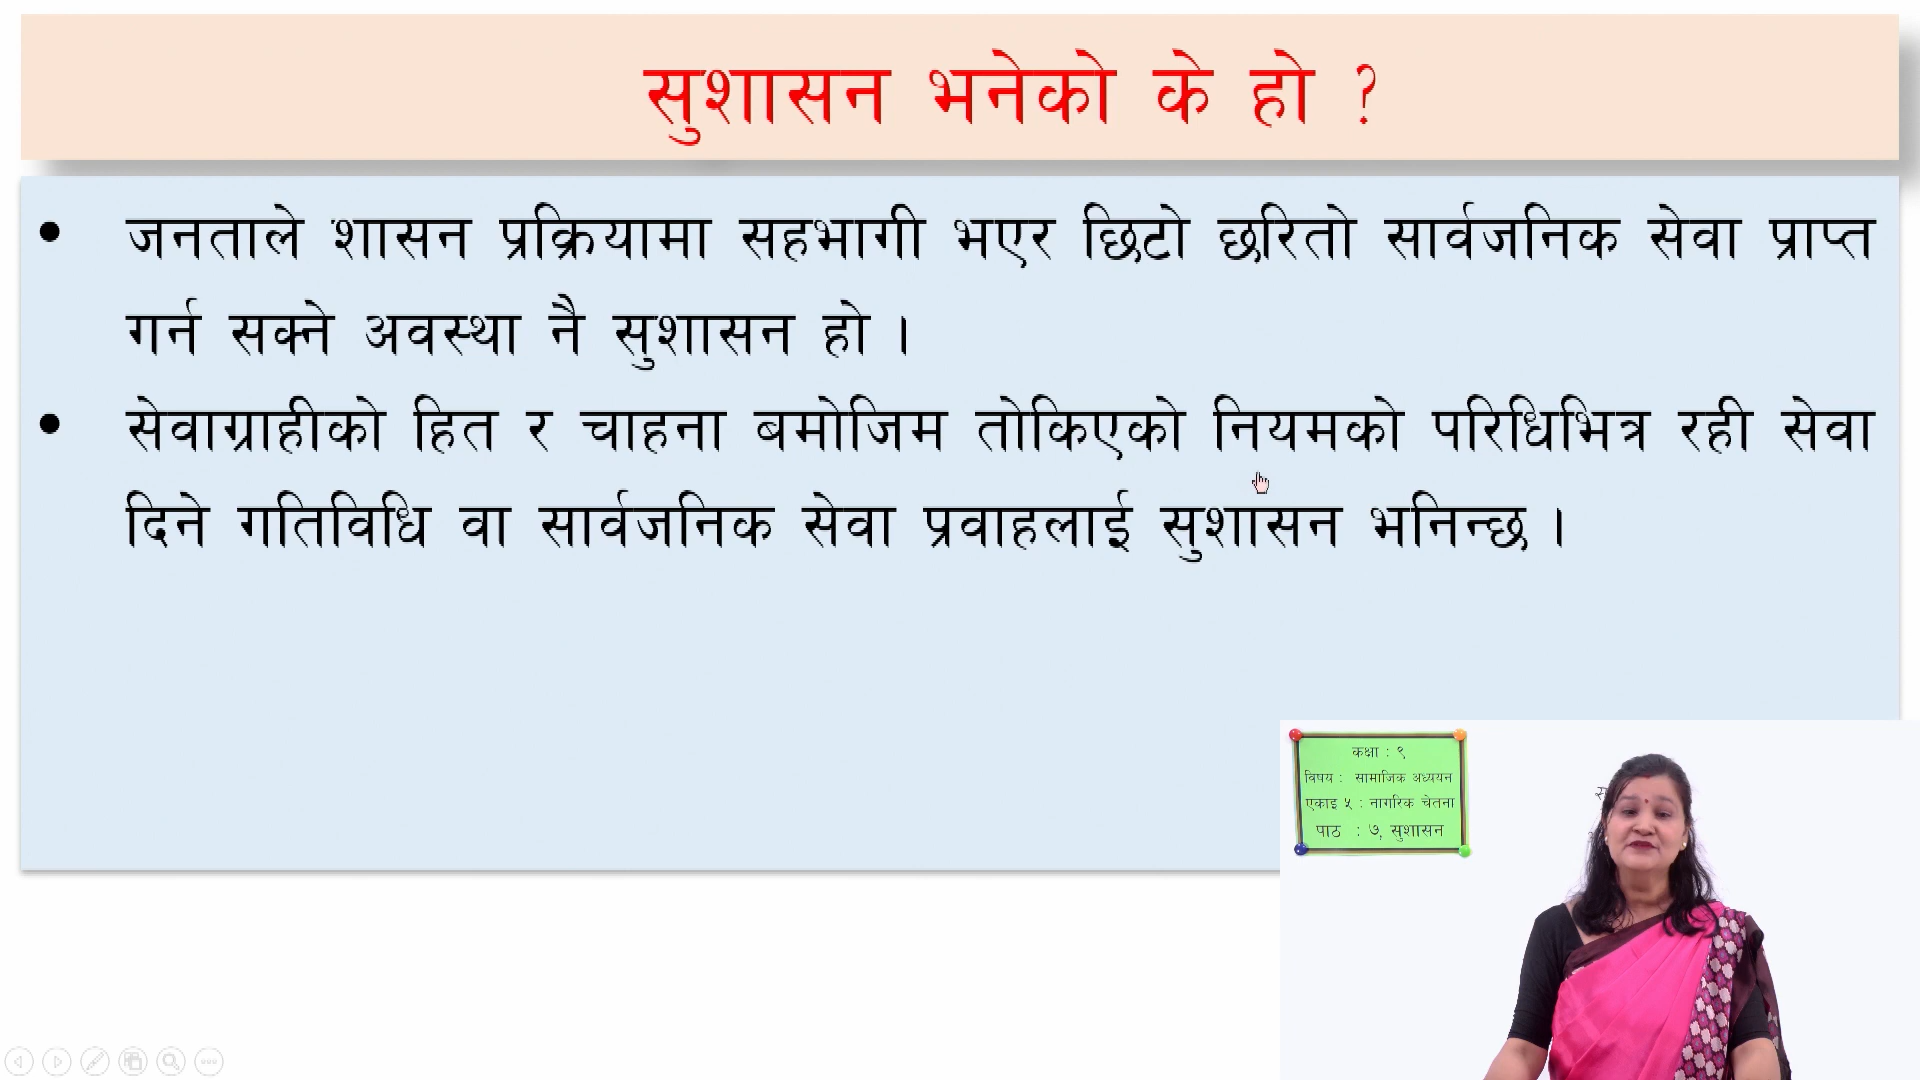 सुशासन भनेको के हो ?
• जनताले शासन प्रक्रियामा सहभागी भएर छिटो छरितो सार्वजनिक सेवा प्राप्त
गर्न सक्ने अवस्था नै सुशासन हो ।
• सेवाग्राहीको हित र चाहना बमोजिम तोकिएको नियमको परिधिभित्र रही सेवा
दिने गतिविधि वा सार्वजनिक सेवा प्रवाहलाई सुशासन भनिन्छ ।
कक्षा : ९
विषय : सामाजिक अध्ययन
एकाइ ५ : नागरिक चेतना
पाठ : ७, सुशासन